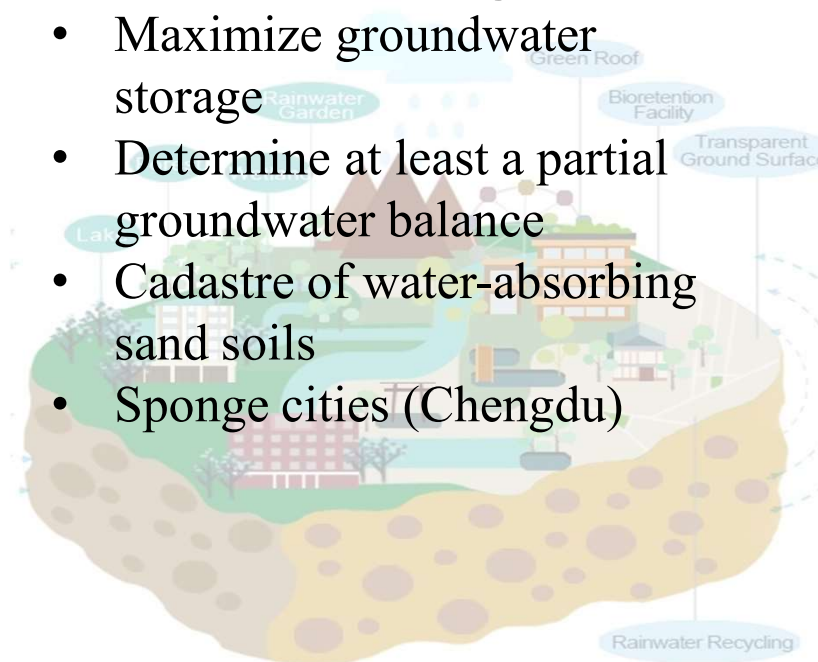 • Maximize groundwater
storage
• Determine at least a partial
groundwater balance
• Cadastre of water-absorbing
sand soils
• Sponge cities (Chengdu)
Green Roof
Rainwater
Garden
Bioretention
Facility
Transparent
Ground Surfac
Lak
Rainwater Recycling